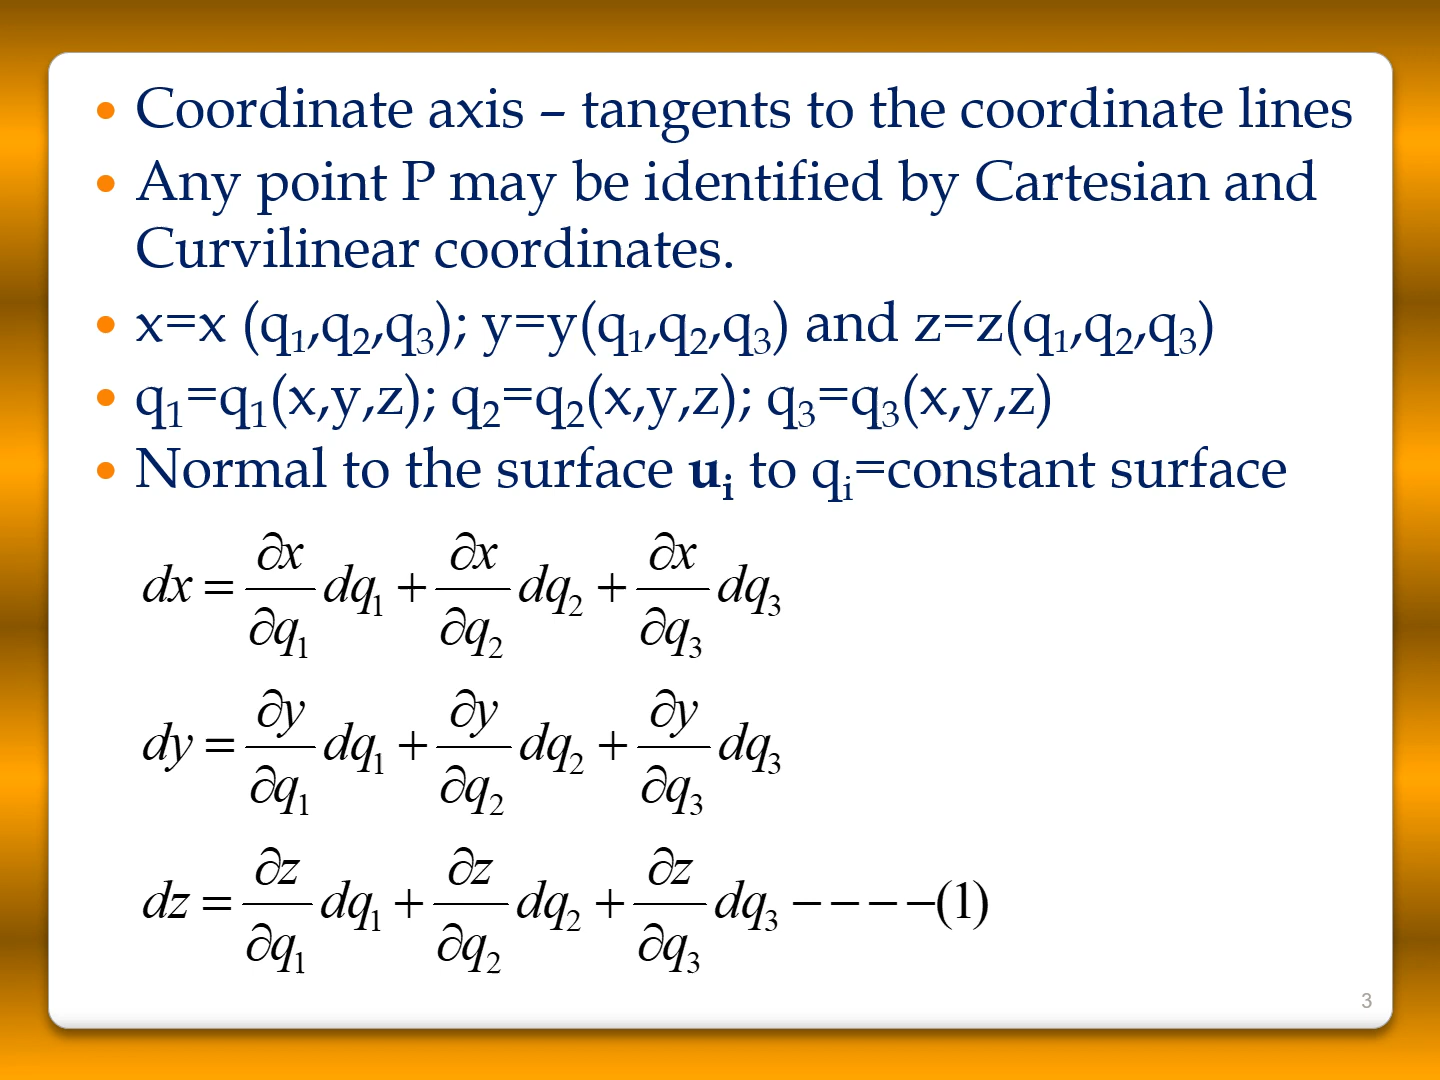 • Coordinate axis – tangents to the coordinate lines
• Any point P may be identified by Cartesian and
Curvilinear coordinates.
• x=x (q₁,q₂,q₃); y=y(q₁,q₂,q₃) and z=z(q₁,q₂,q₃)
• q₁=q₁(x,y,z); q₂=q₂(x,y,z); q₃=q₃(x,y,z)
• Normal to the surface uᵢ to qᵢ=constant surface
dx = ∂x/∂q₁ dq₁ + ∂x/∂q₂ dq₂ + ∂x/∂q₃ dq₃
dy = ∂y/∂q₁ dq₁ + ∂y/∂q₂ dq₂ + ∂y/∂q₃ dq₃
dz = ∂z/∂q₁ dq₁ + ∂z/∂q₂ dq₂ + ∂z/∂q₃ dq₃ −−−−(1)
3